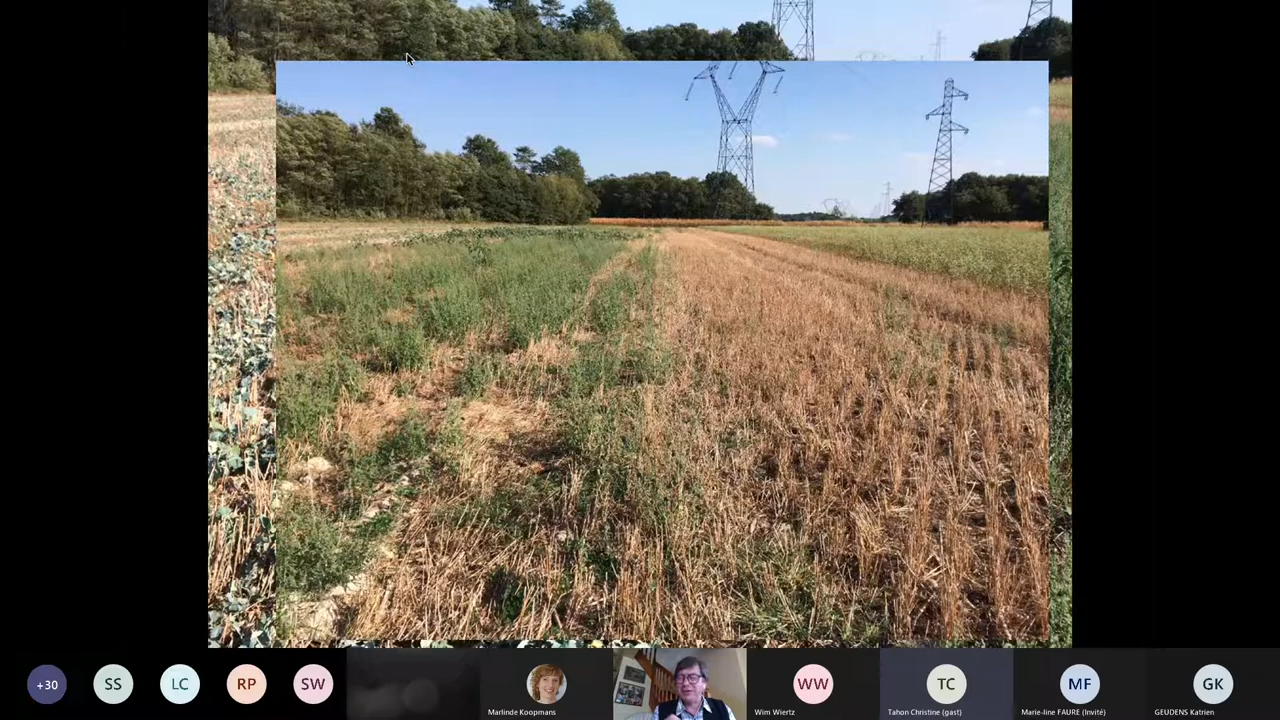 +30
SS
LC
RP
SW
Marlinde Koopmans
WW
Wim Wiertz
TC
Tahon Christine (gast)
MF
Marie-line FAURE (Invité)
GK
GEUDENS Katrien